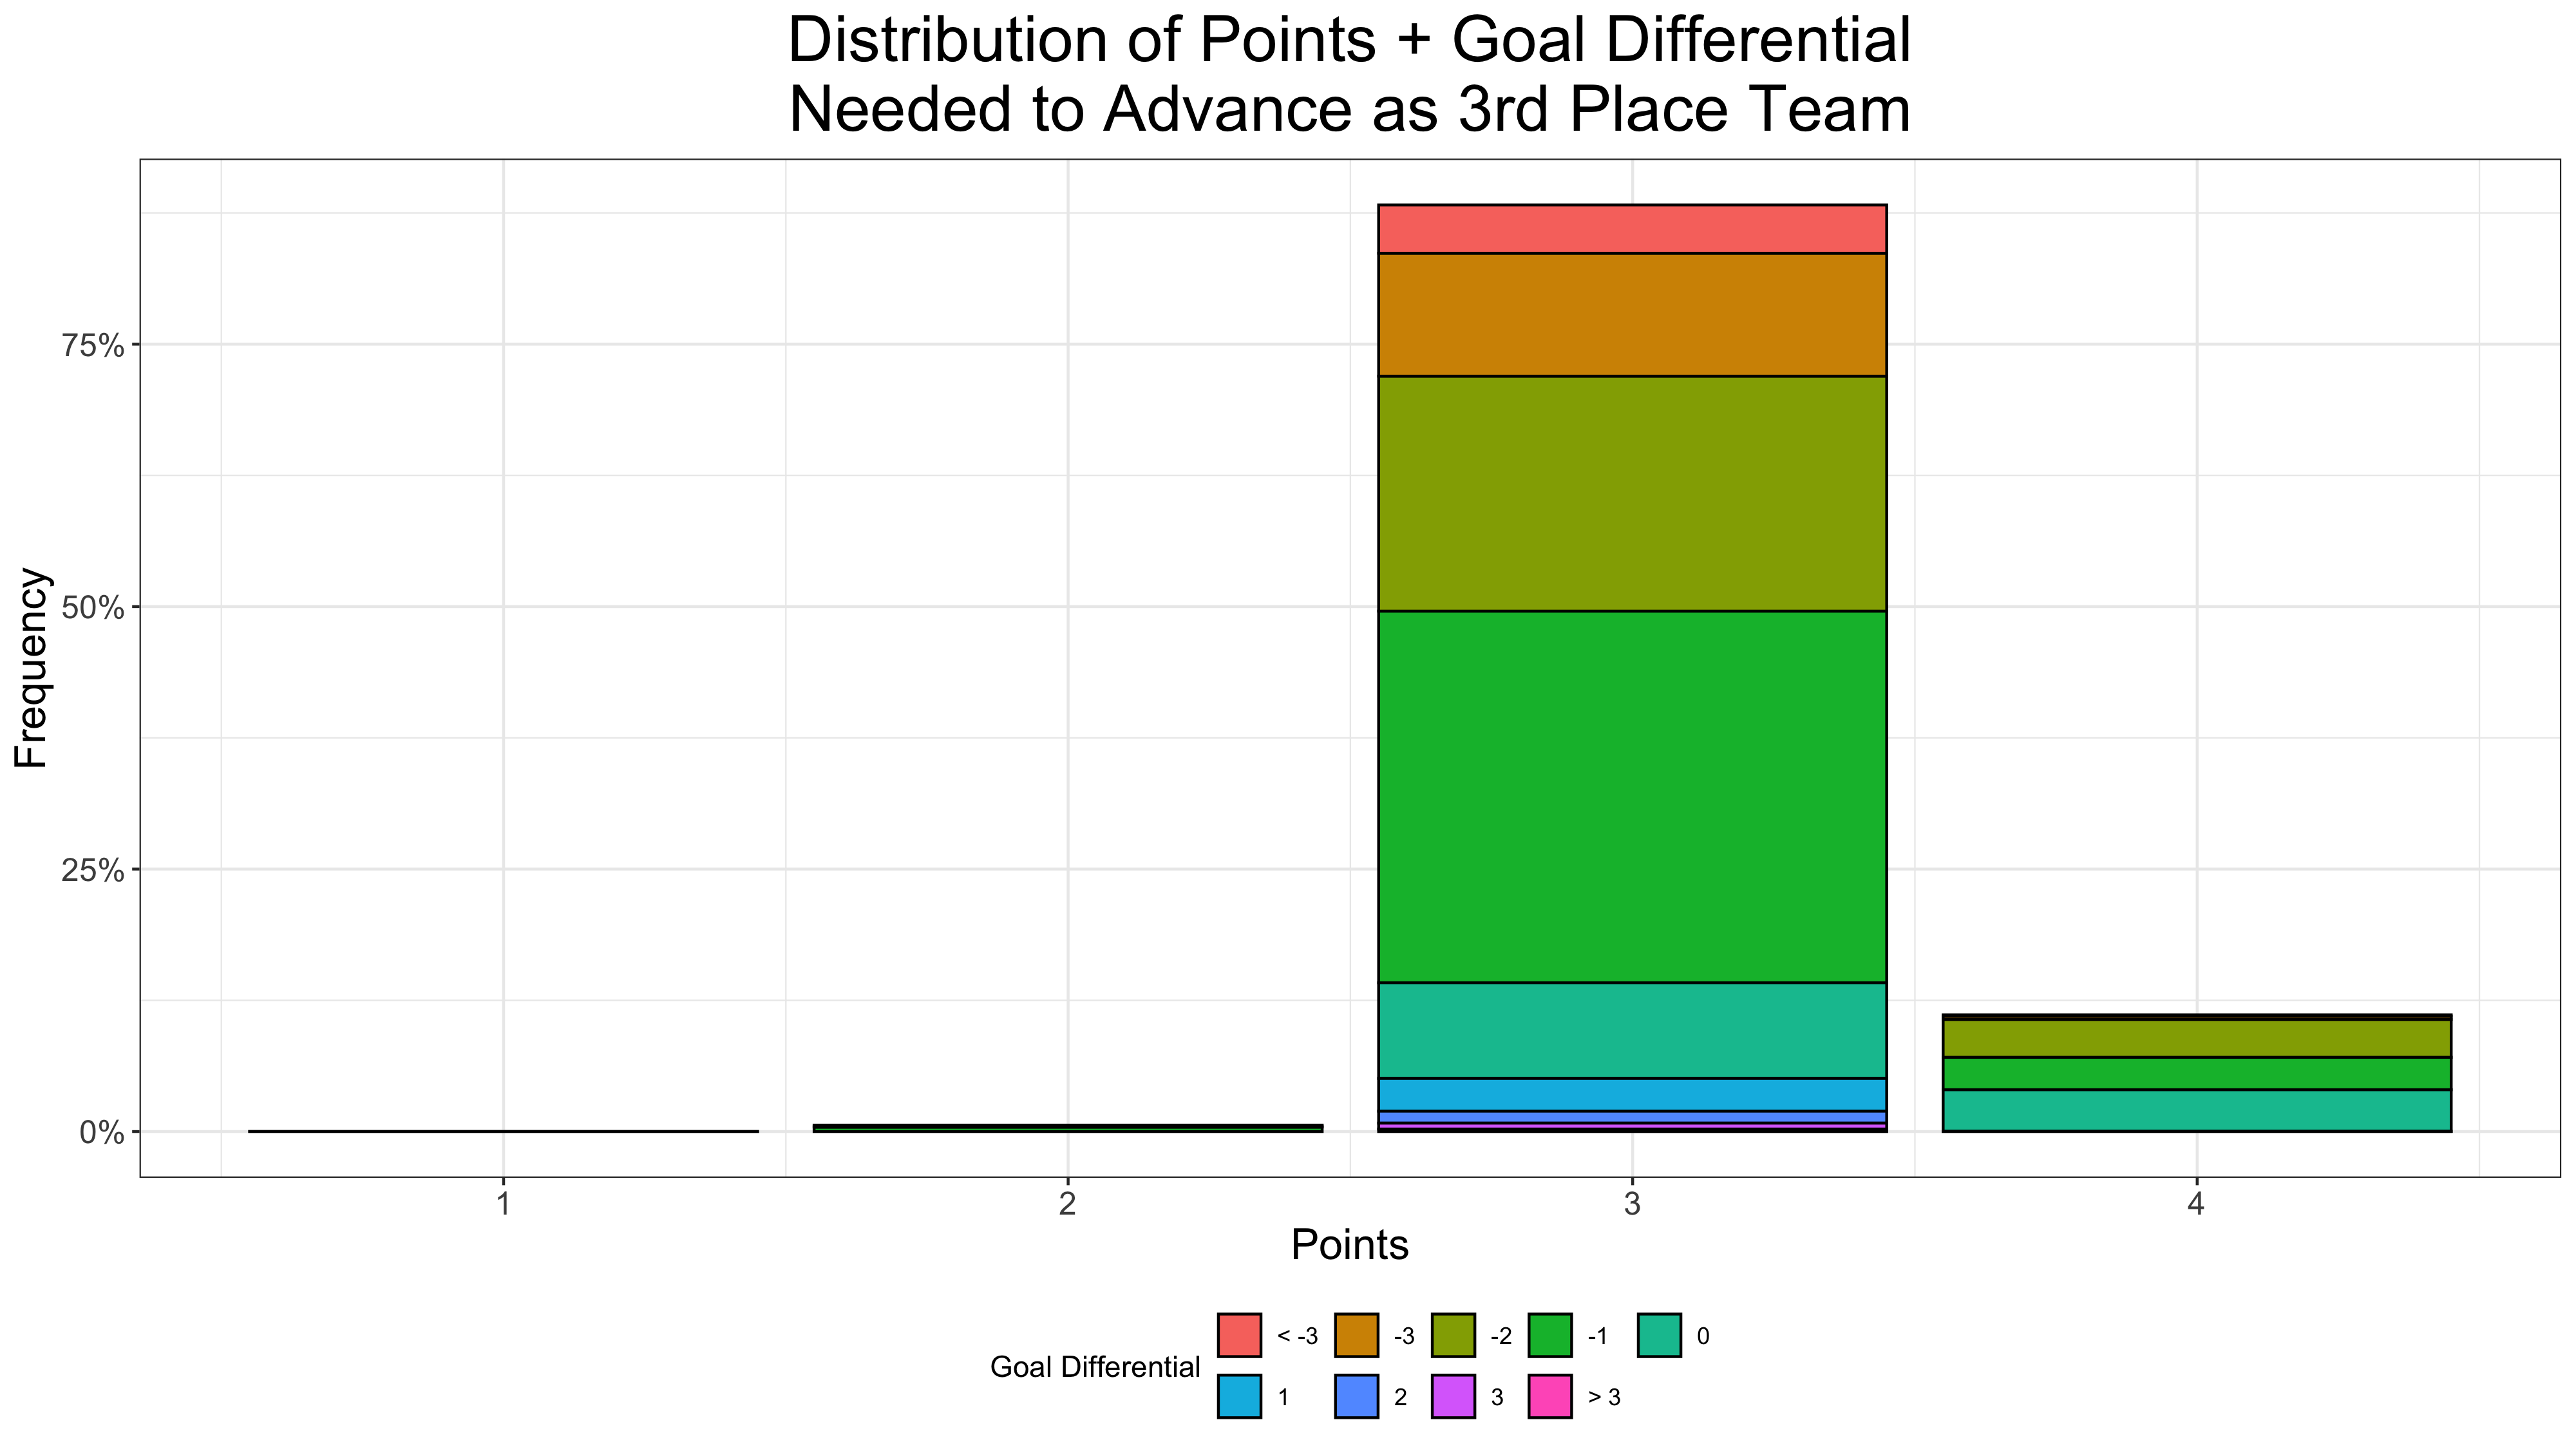 Distribution of Points + Goal Differential
Needed to Advance as 3rd Place Team
Frequency
75%
50%
25%
0%
1 2 3 4
Points
Goal Differential
< -3 -3 -2 -1 0
1 2 3 > 3